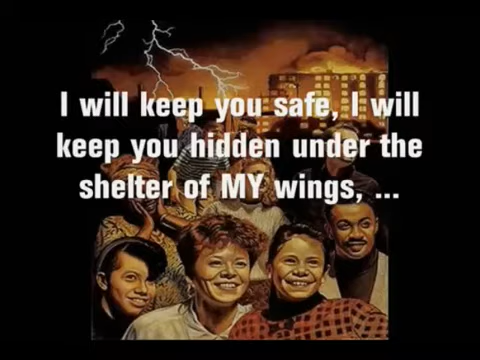 I will keep you safe, I will
keep you hidden under the
shelter of MY wings, ...